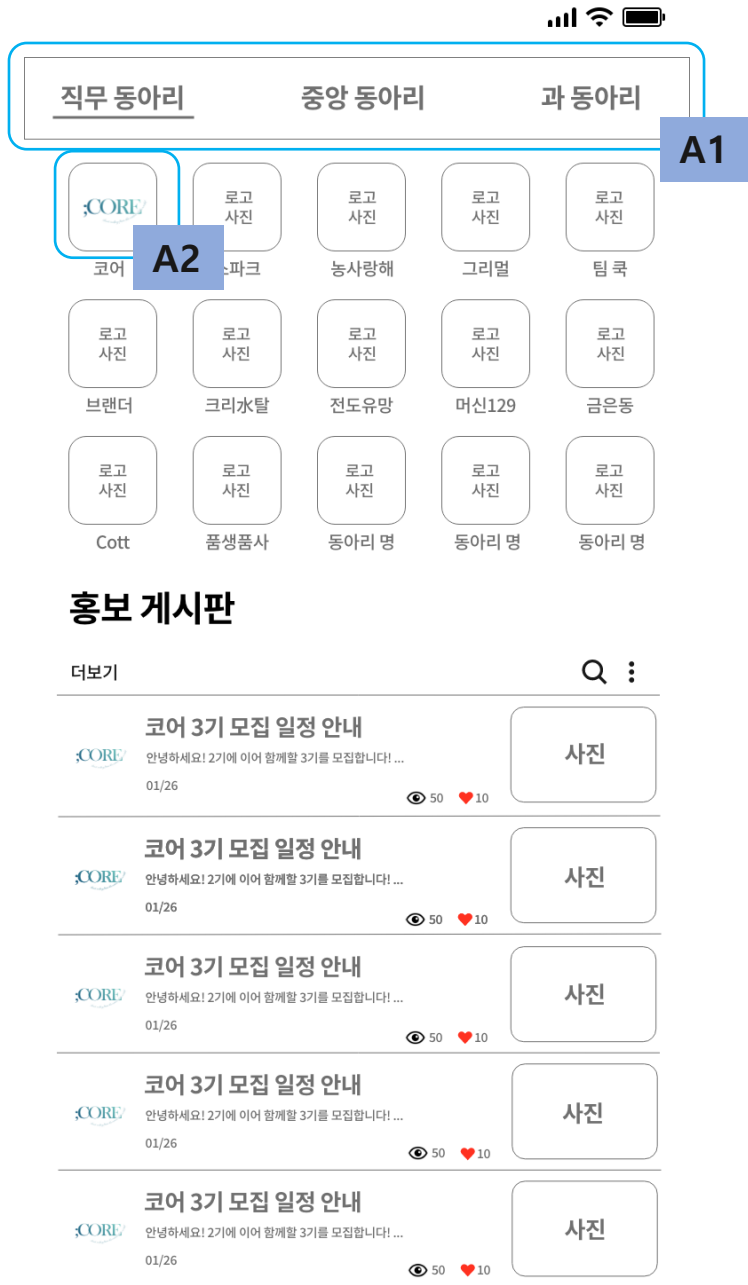 직무 동아리 중앙 동아리 과 동아리
A1
;CORE/ 로고 로고 로고 로고
사진 사진 사진 사진
A2
코어 스파크 농사랑해 그리멀 팀 쿡
로고 로고 로고 로고 로고
사진 사진 사진 사진 사진
브랜더 크리水탈 전도유망 머신129 금은동
로고 로고 로고 로고 로고
사진 사진 사진 사진 사진
Cott 품생품사 동아리 명 동아리 명 동아리 명
홍보 게시판
더보기
코어 3기 모집 일정 안내
;CORE/ 안녕하세요! 2기에 이어 함께할 3기를 모집합니다! ... 사진
01/26
50 10
코어 3기 모집 일정 안내
;CORE/ 안녕하세요! 2기에 이어 함께할 3기를 모집합니다! ... 사진
01/26
50 10
코어 3기 모집 일정 안내
;CORE/ 안녕하세요! 2기에 이어 함께할 3기를 모집합니다! ... 사진
01/26
50 10
코어 3기 모집 일정 안내
;CORE/ 안녕하세요! 2기에 이어 함께할 3기를 모집합니다! ... 사진
01/26
50 10
코어 3기 모집 일정 안내
;CORE/ 안녕하세요! 2기에 이어 함께할 3기를 모집합니다! ... 사진
01/26
50 10